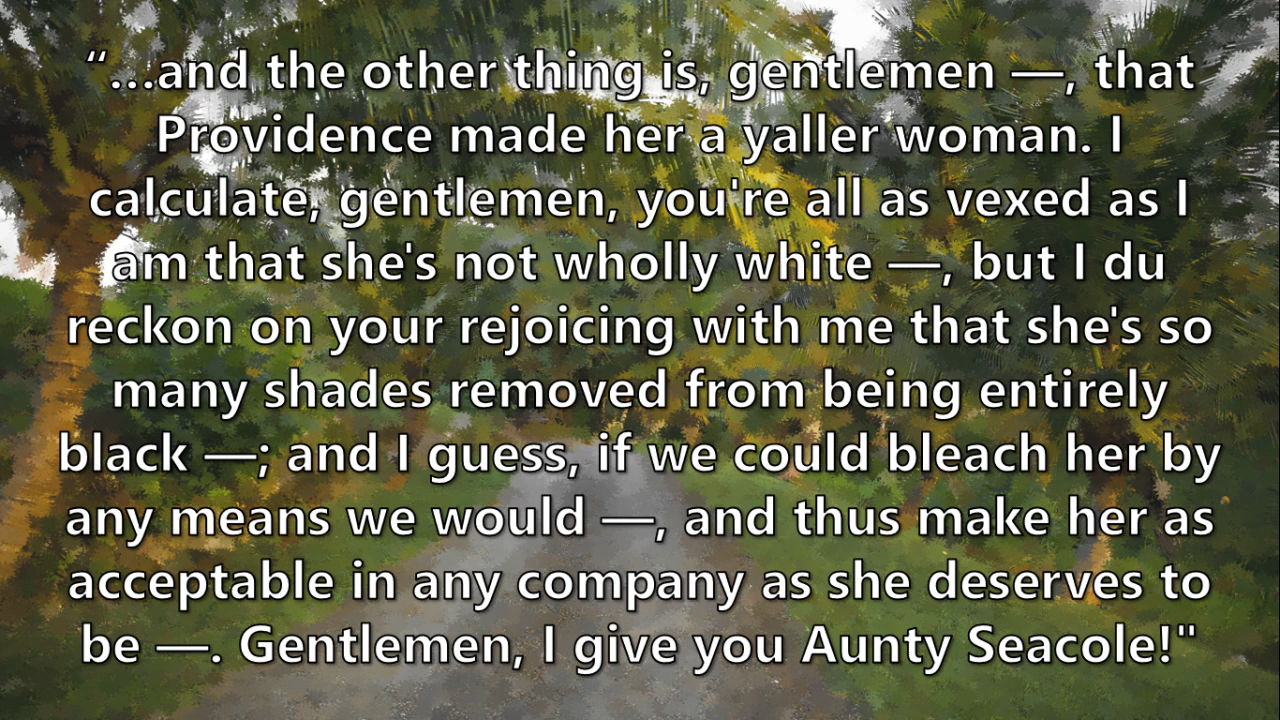 “...and the other thing is, gentlemen —, that
Providence made her a yaller woman. I
calculate, gentlemen, you're all as vexed as I
am that she's not wholly white —, but I du
reckon on your rejoicing with me that she's so
many shades removed from being entirely
black —; and I guess, if we could bleach her by
any means we would —, and thus make her as
acceptable in any company as she deserves to
be —. Gentlemen, I give you Aunty Seacole!"